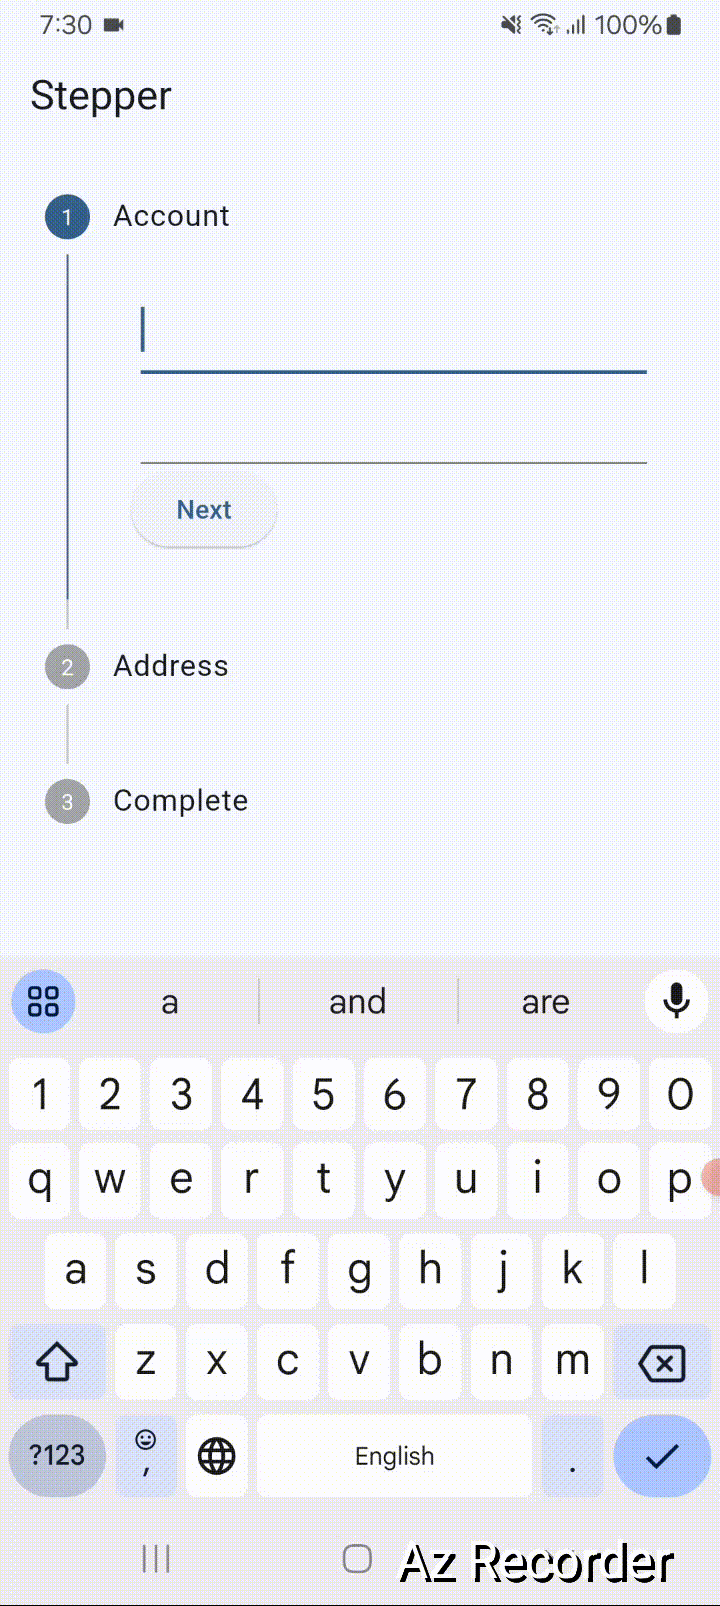 7:30 100%
Stepper
1 Account
Next
2 Address
3 Complete
a and are
1 2 3 4 5 6 7 8 9 0
q w e r t y u i o p
a s d f g h j k l
z x c v b n m
?123 , English .
Az Recorder